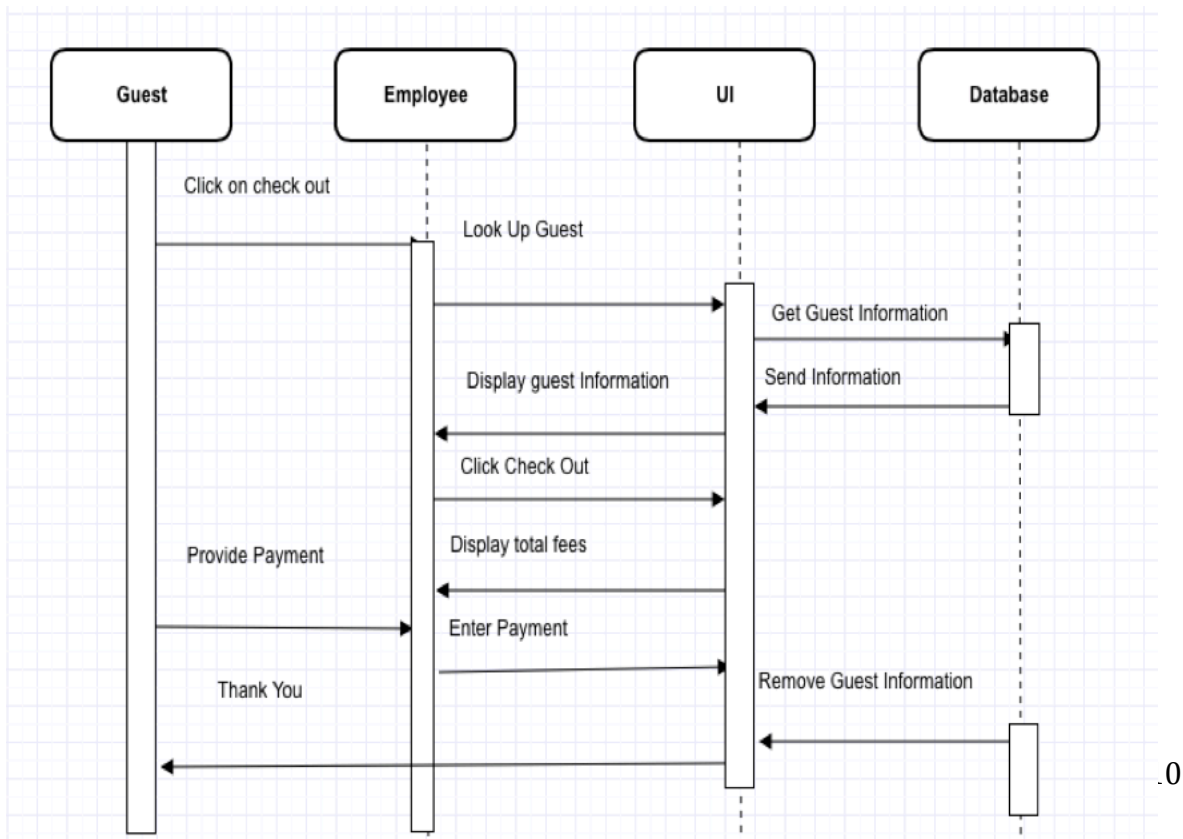 Guest
Employee
UI
Database
Click on check out
Look Up Guest
Get Guest Information
Send Information
Display guest Information
Click Check Out
Display total fees
Provide Payment
Enter Payment
Remove Guest Information
Thank You
0